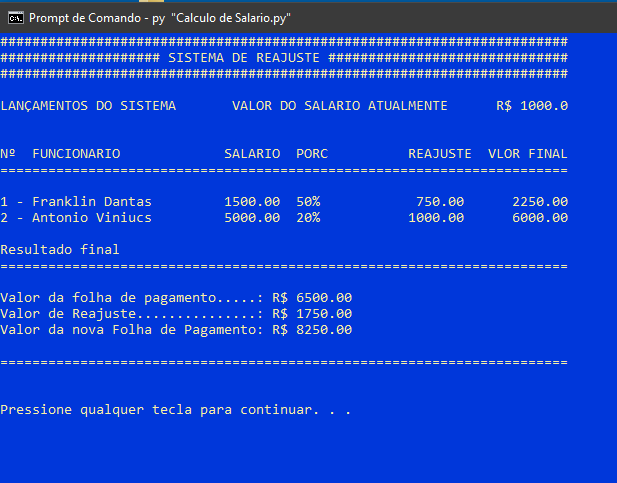 Prompt de Comando - py "Calculo de Salario.py"
#######################################################################
#################### SISTEMA DE REAJUSTE ##############################
#######################################################################
LANÇAMENTOS DO SISTEMA       VALOR DO SALARIO ATUALMENTE      R$ 1000.0
Nº  FUNCIONARIO             SALARIO  PORC          REAJUSTE  VLOR FINAL
=======================================================================
1 - Franklin Dantas         1500.00  50%            750.00      2250.00
2 - Antonio Viniucs         5000.00  20%           1000.00      6000.00
Resultado final
=======================================================================
Valor da folha de pagamento.....: R$ 6500.00
Valor de Reajuste...............: R$ 1750.00
Valor da nova Folha de Pagamento: R$ 8250.00
=======================================================================
Pressione qualquer tecla para continuar. . .